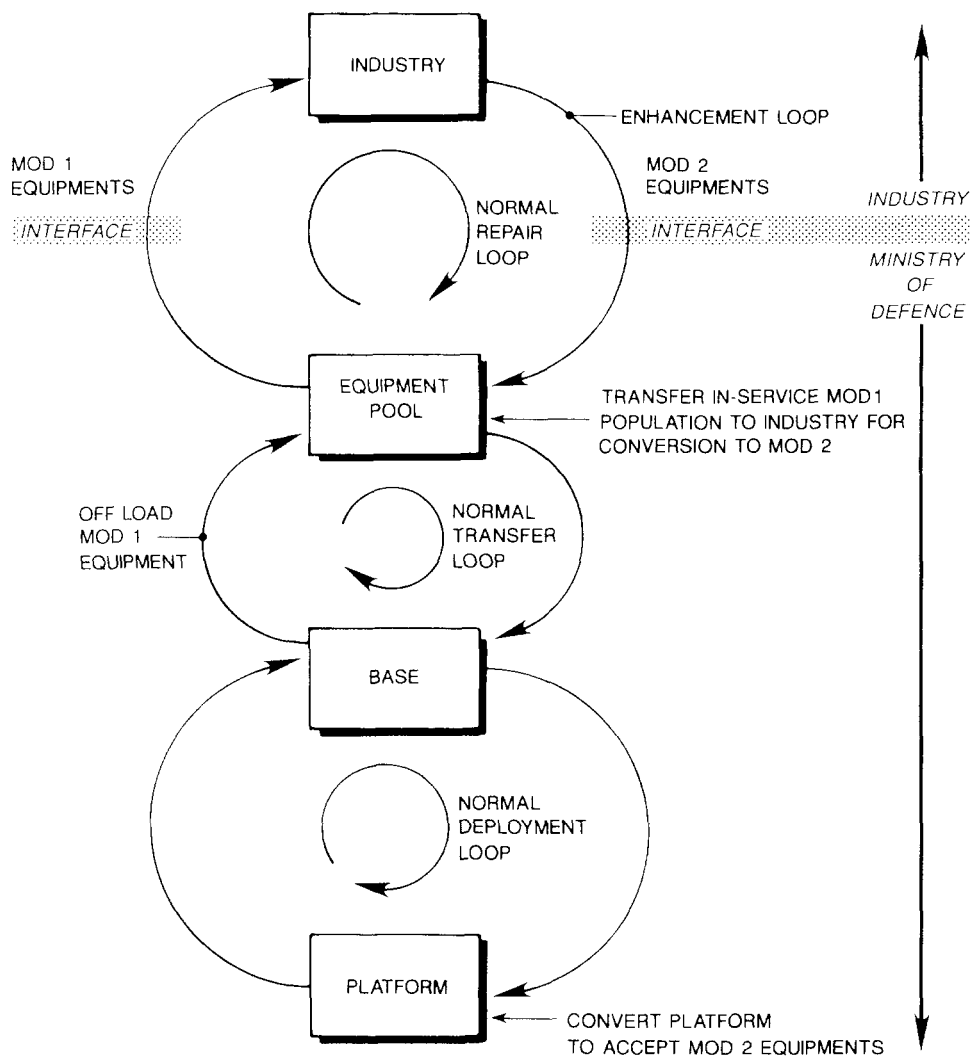 INDUSTRY
ENHANCEMENT LOOP
MOD 1
EQUIPMENTS
MOD 2
EQUIPMENTS
NORMAL
REPAIR
LOOP
INTERFACE
INTERFACE
INDUSTRY
MINISTRY
OF
DEFENCE
EQUIPMENT
POOL
TRANSFER IN-SERVICE MOD 1
POPULATION TO INDUSTRY FOR
CONVERSION TO MOD 2
OFF LOAD
MOD 1
EQUIPMENT
NORMAL
TRANSFER
LOOP
BASE
NORMAL
DEPLOYMENT
LOOP
PLATFORM
CONVERT PLATFORM
TO ACCEPT MOD 2 EQUIPMENTS